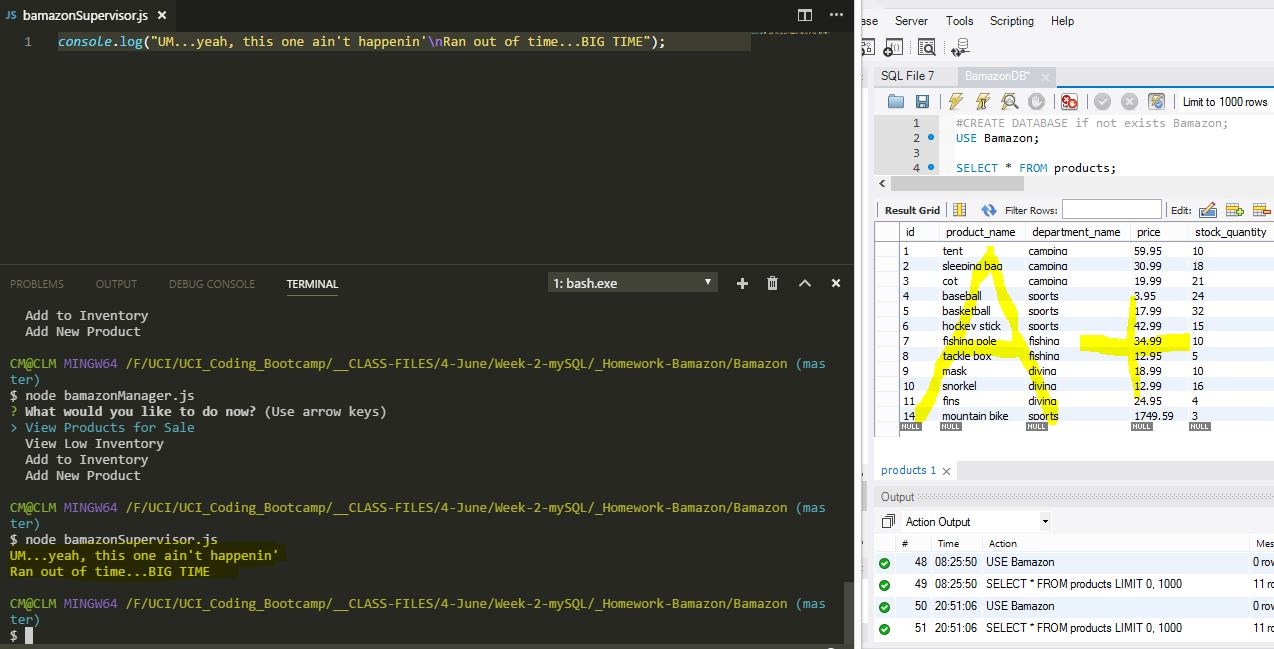 JS bamazonSupervisor.js ×
1 console.log("UM...yeah, this one ain't happenin'\nRan out of time...BIG TIME");
PROBLEMS OUTPUT DEBUG CONSOLE TERMINAL 1: bash.exe
Add to Inventory
Add New Product
CM@CLM MINGW64 /F/UCI/UCI_Coding_Bootcamp/__CLASS-FILES/4-June/Week-2-mySQL/_Homework-Bamazon/Bamazon (mas
ter)
$ node bamazonManager.js
? What would you like to do now? (Use arrow keys)
> View Products for Sale
View Low Inventory
Add to Inventory
Add New Product
CM@CLM MINGW64 /F/UCI/UCI_Coding_Bootcamp/__CLASS-FILES/4-June/Week-2-mySQL/_Homework-Bamazon/Bamazon (mas
ter)
$ node bamazonSupervisor.js
UM...yeah, this one ain't happenin'
Ran out of time...BIG TIME
CM@CLM MINGW64 /F/UCI/UCI_Coding_Bootcamp/__CLASS-FILES/4-June/Week-2-mySQL/_Homework-Bamazon/Bamazon (mas
ter)
$
ase Server Tools Scripting Help
SQL File 7 BamazonDB* ×
Limit to 1000 rows
1 #CREATE DATABASE if not exists Bamazon;
2 USE Bamazon;
3
4 SELECT * FROM products;
Result Grid Filter Rows: Edit:
id product_name department_name price stock_quantity
1 tent camping 59.95 10
2 sleeping bag camping 30.99 18
3 cot camping 19.99 21
4 baseball sports 3.95 24
5 basketball sports 17.99 32
6 hockey stick sports 42.99 15
7 fishing pole fishing 34.99 10
8 tackle box fishing 12.95 5
9 mask diving 18.99 10
10 snorkel diving 12.99 16
11 fins diving 24.95 4
14 mountain bike sports 1749.59 3
NULL NULL NULL NULL NULL
A+
products 1 ×
Output
Action Output
# Time Action Mes
48 08:25:50 USE Bamazon 0 row
49 08:25:50 SELECT * FROM products LIMIT 0, 1000 11 ro
50 20:51:06 USE Bamazon 0 row
51 20:51:06 SELECT * FROM products LIMIT 0, 1000 11 ro